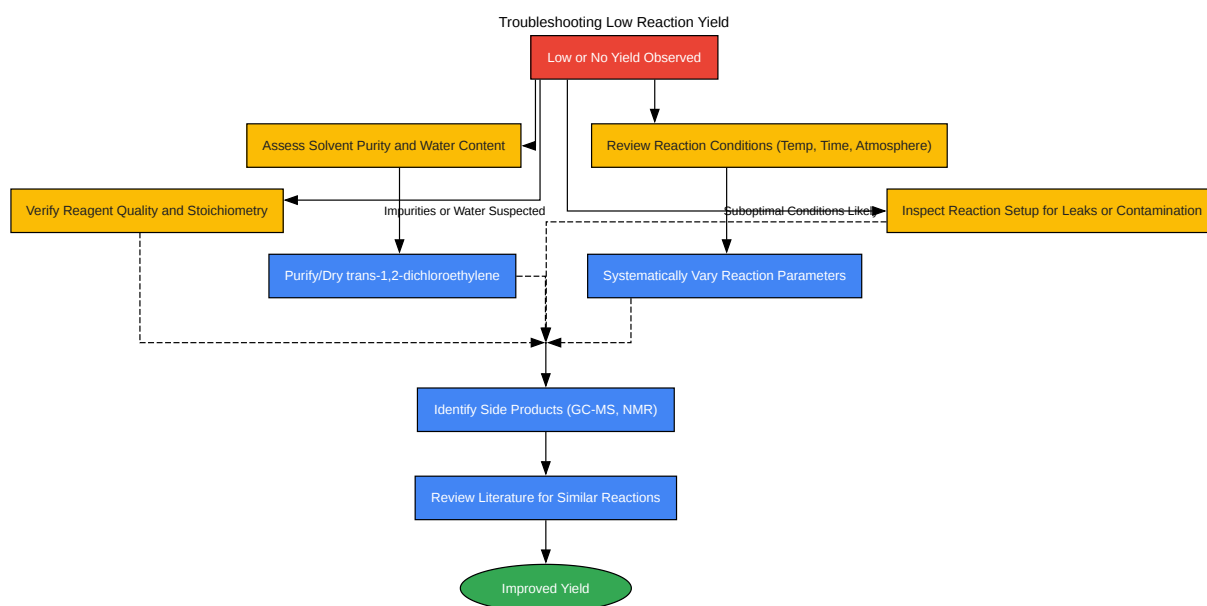 Troubleshooting Low Reaction Yield
Low or No Yield Observed
Assess Solvent Purity and Water Content
Review Reaction Conditions (Temp, Time, Atmosphere)
Verify Reagent Quality and Stoichiometry
Impurities or Water Suspected
Suboptimal Conditions Likely
Inspect Reaction Setup for Leaks or Contamination
Purify/Dry trans-1,2-dichloroethylene
Systematically Vary Reaction Parameters
Identify Side Products (GC-MS, NMR)
Review Literature for Similar Reactions
Improved Yield